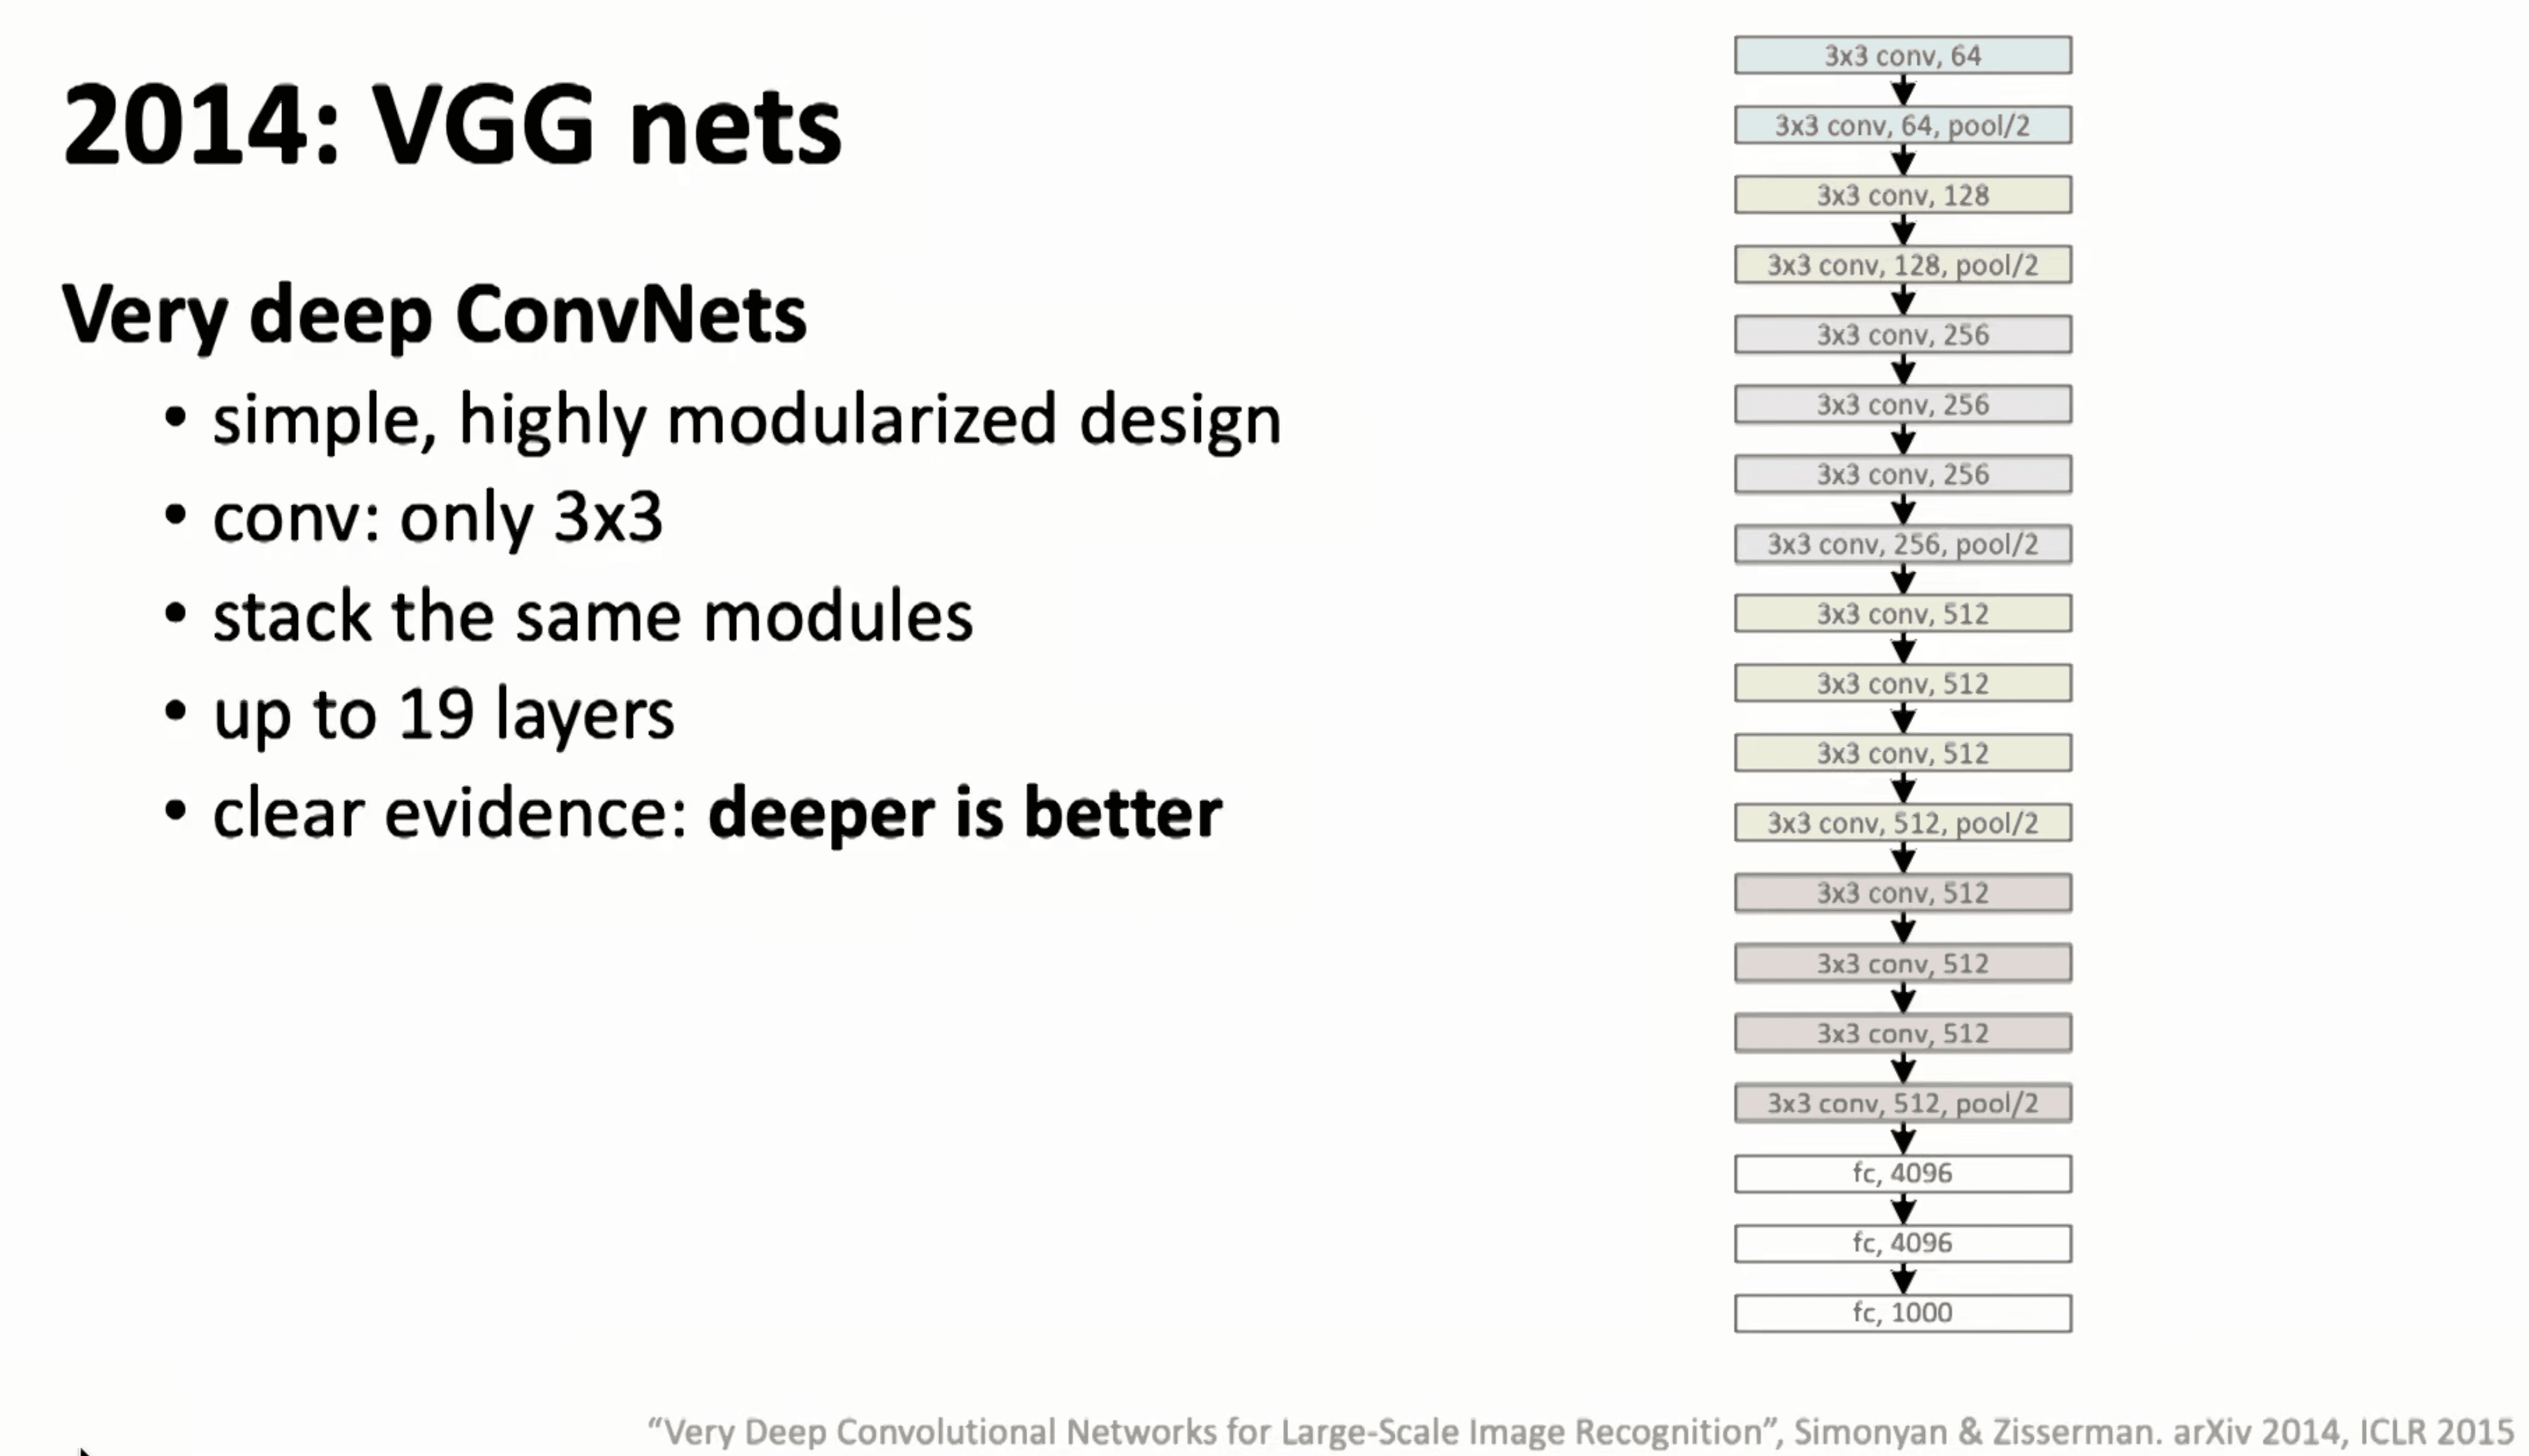 2014: VGG nets
Very deep ConvNets
• simple, highly modularized design
• conv: only 3x3
• stack the same modules
• up to 19 layers
• clear evidence: deeper is better
3x3 conv, 64
3x3 conv, 64, pool/2
3x3 conv, 128
3x3 conv, 128, pool/2
3x3 conv, 256
3x3 conv, 256
3x3 conv, 256
3x3 conv, 256, pool/2
3x3 conv, 512
3x3 conv, 512
3x3 conv, 512
3x3 conv, 512, pool/2
3x3 conv, 512
3x3 conv, 512
3x3 conv, 512
3x3 conv, 512, pool/2
fc, 4096
fc, 4096
fc, 1000
“Very Deep Convolutional Networks for Large-Scale Image Recognition”, Simonyan & Zisserman. arXiv 2014, ICLR 2015